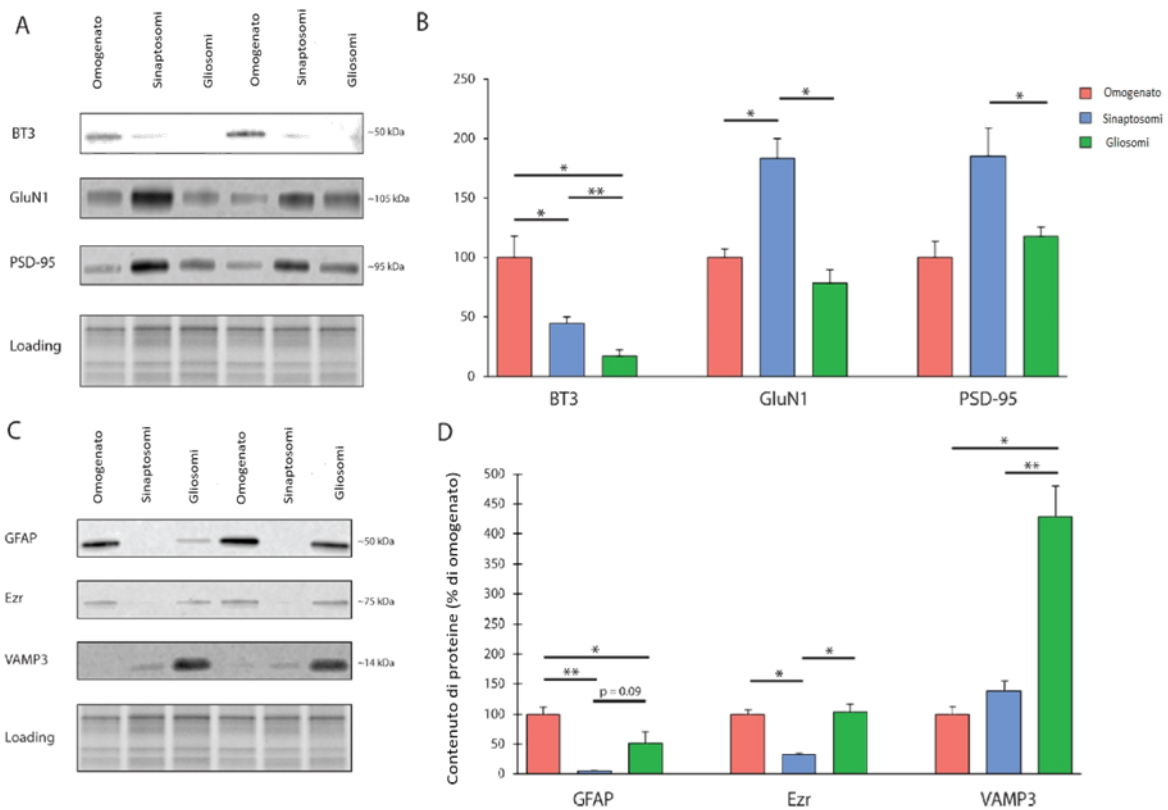 A
Omogenato
Sinaptosomi
Gliosomi
Omogenato
Sinaptosomi
Gliosomi
BT3
~50 kDa
GluN1
~105 kDa
PSD-95
~95 kDa
Loading
B
250
200
150
100
50
0
*
*
**
*
*
*
BT3
GluN1
PSD-95
Omogenato
Sinaptosomi
Gliosomi
C
Omogenato
Sinaptosomi
Gliosomi
Omogenato
Sinaptosomi
Gliosomi
GFAP
~50 kDa
Ezr
~75 kDa
VAMP3
~14 kDa
Loading
D
Contenuto di proteine (% di omogenato)
500
450
400
350
300
250
200
150
100
50
0
*
**
p = 0.09
*
*
*
**
GFAP
Ezr
VAMP3